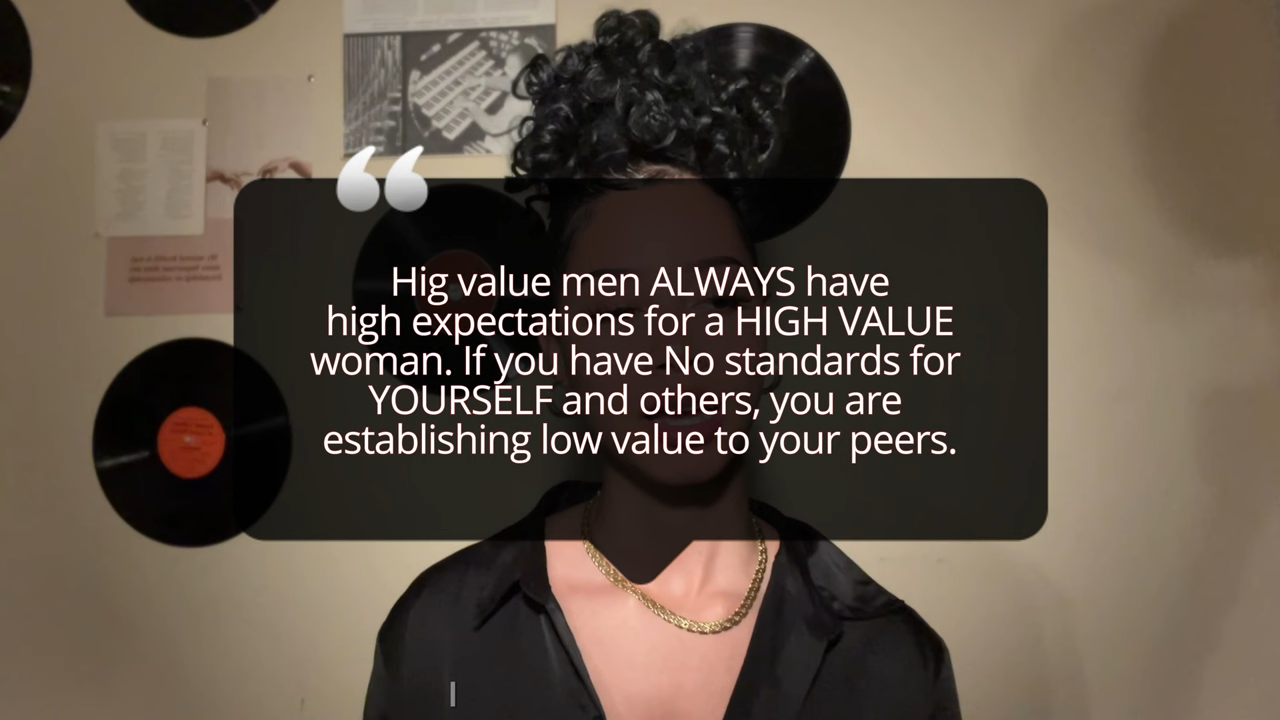 Hig value men ALWAYS have
high expectations for a HIGH VALUE
woman. If you have No standards for
YOURSELF and others, you are
establishing low value to your peers.